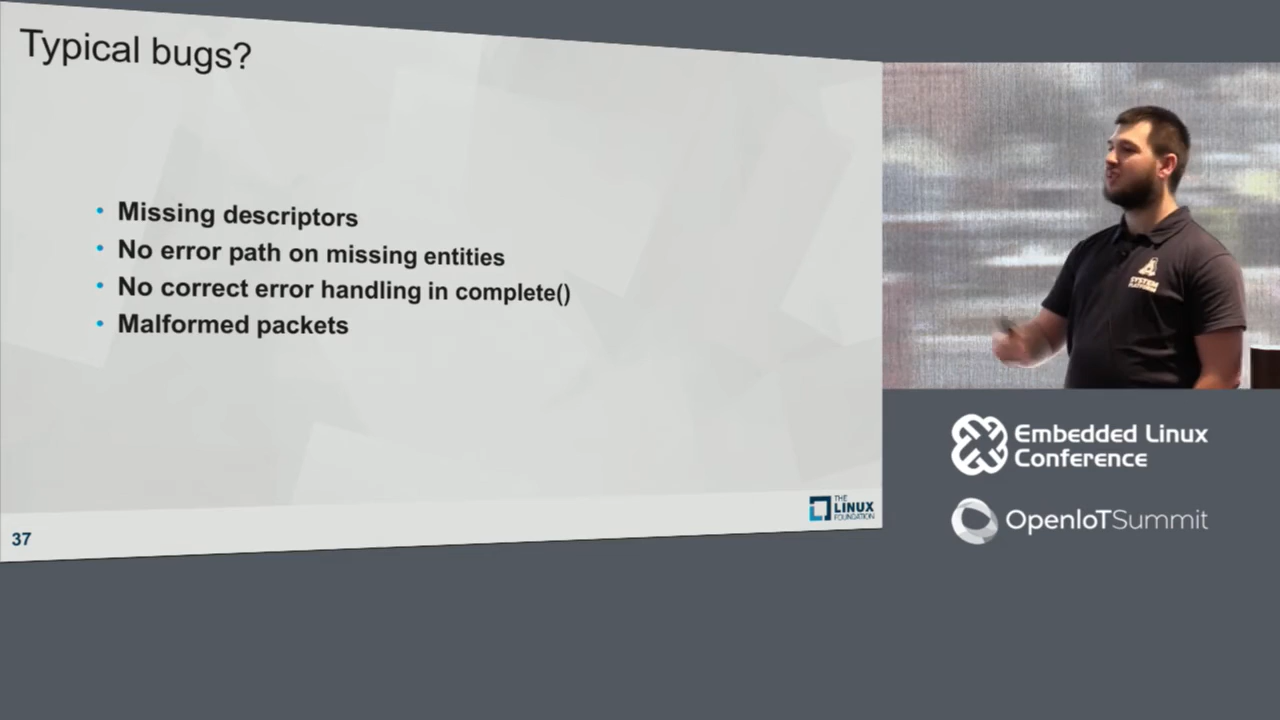 Typical bugs?
• Missing descriptors
• No error path on missing entities
• No correct error handling in complete()
• Malformed packets
THE
LINUX
FOUNDATION
37
SYSTEM
Embedded Linux
Conference
OpenIoTSummit